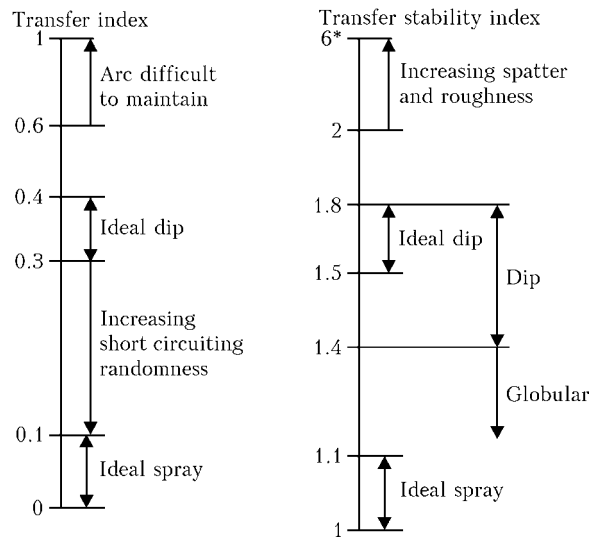 Transfer index
1
Arc difficult
to maintain
0.6
0.4
Ideal dip
0.3
Increasing
short circuiting
randomness
0.1
Ideal spray
0
Transfer stability index
6*
Increasing spatter
and roughness
2
1.8
Ideal dip
1.5
Dip
1.4
Globular
1.1
Ideal spray
1